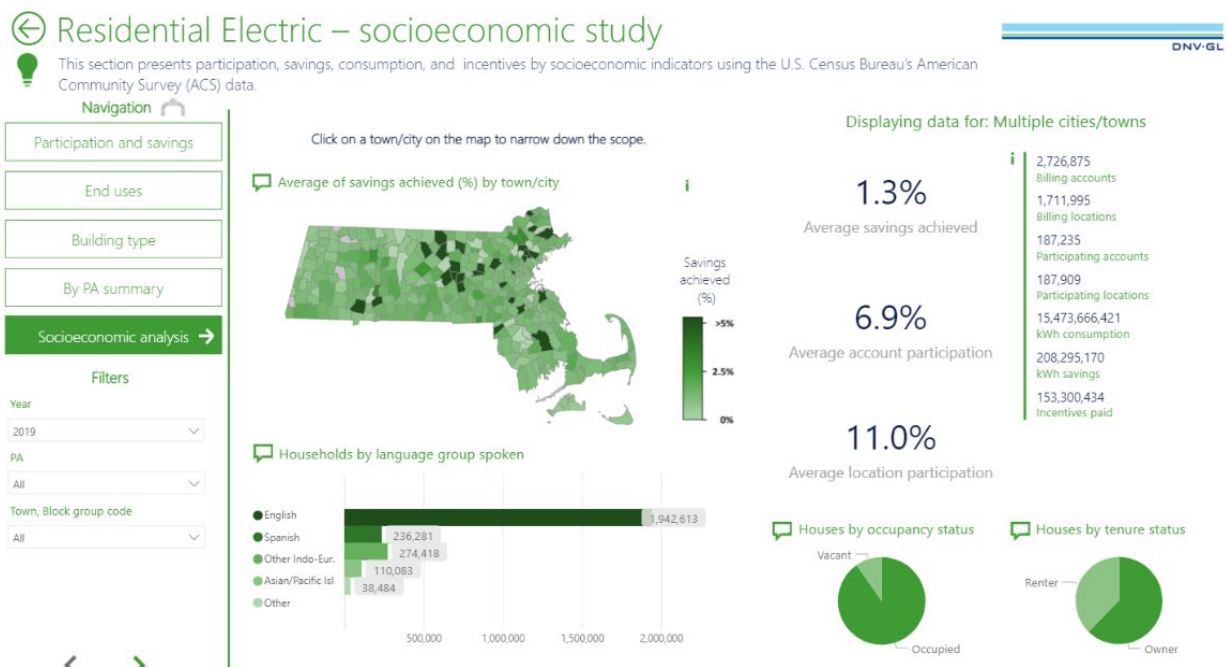 Residential Electric – socioeconomic study
DNV·GL
This section presents participation, savings, consumption, and incentives by socioeconomic indicators using the U.S. Census Bureau's American
Community Survey (ACS) data.
Navigation
Participation and savings
End uses
Building type
By PA summary
Socioeconomic analysis
Filters
Year
2019
PA
All
Town, Block group code
All
Click on a town/city on the map to narrow down the scope.
Average of savings achieved (%) by town/city
i
Savings
achieved
(%)
>5%
2.5%
0%
Households by language group spoken
English
Spanish
Other Indo-Eur.
Asian/Pacific Isl
Other
1,942,613
236,281
274,418
110,083
38,484
500,000
1,000,000
1,500,000
2,000,000
Displaying data for: Multiple cities/towns
1.3%
Average savings achieved
6.9%
Average account participation
11.0%
Average location participation
i
2,726,875
Billing accounts
1,711,995
Billing locations
187,235
Participating accounts
187,909
Participating locations
15,473,666,421
kWh consumption
208,295,170
kWh savings
153,300,434
Incentives paid
Houses by occupancy status
Vacant
Occupied
Houses by tenure status
Renter
Owner